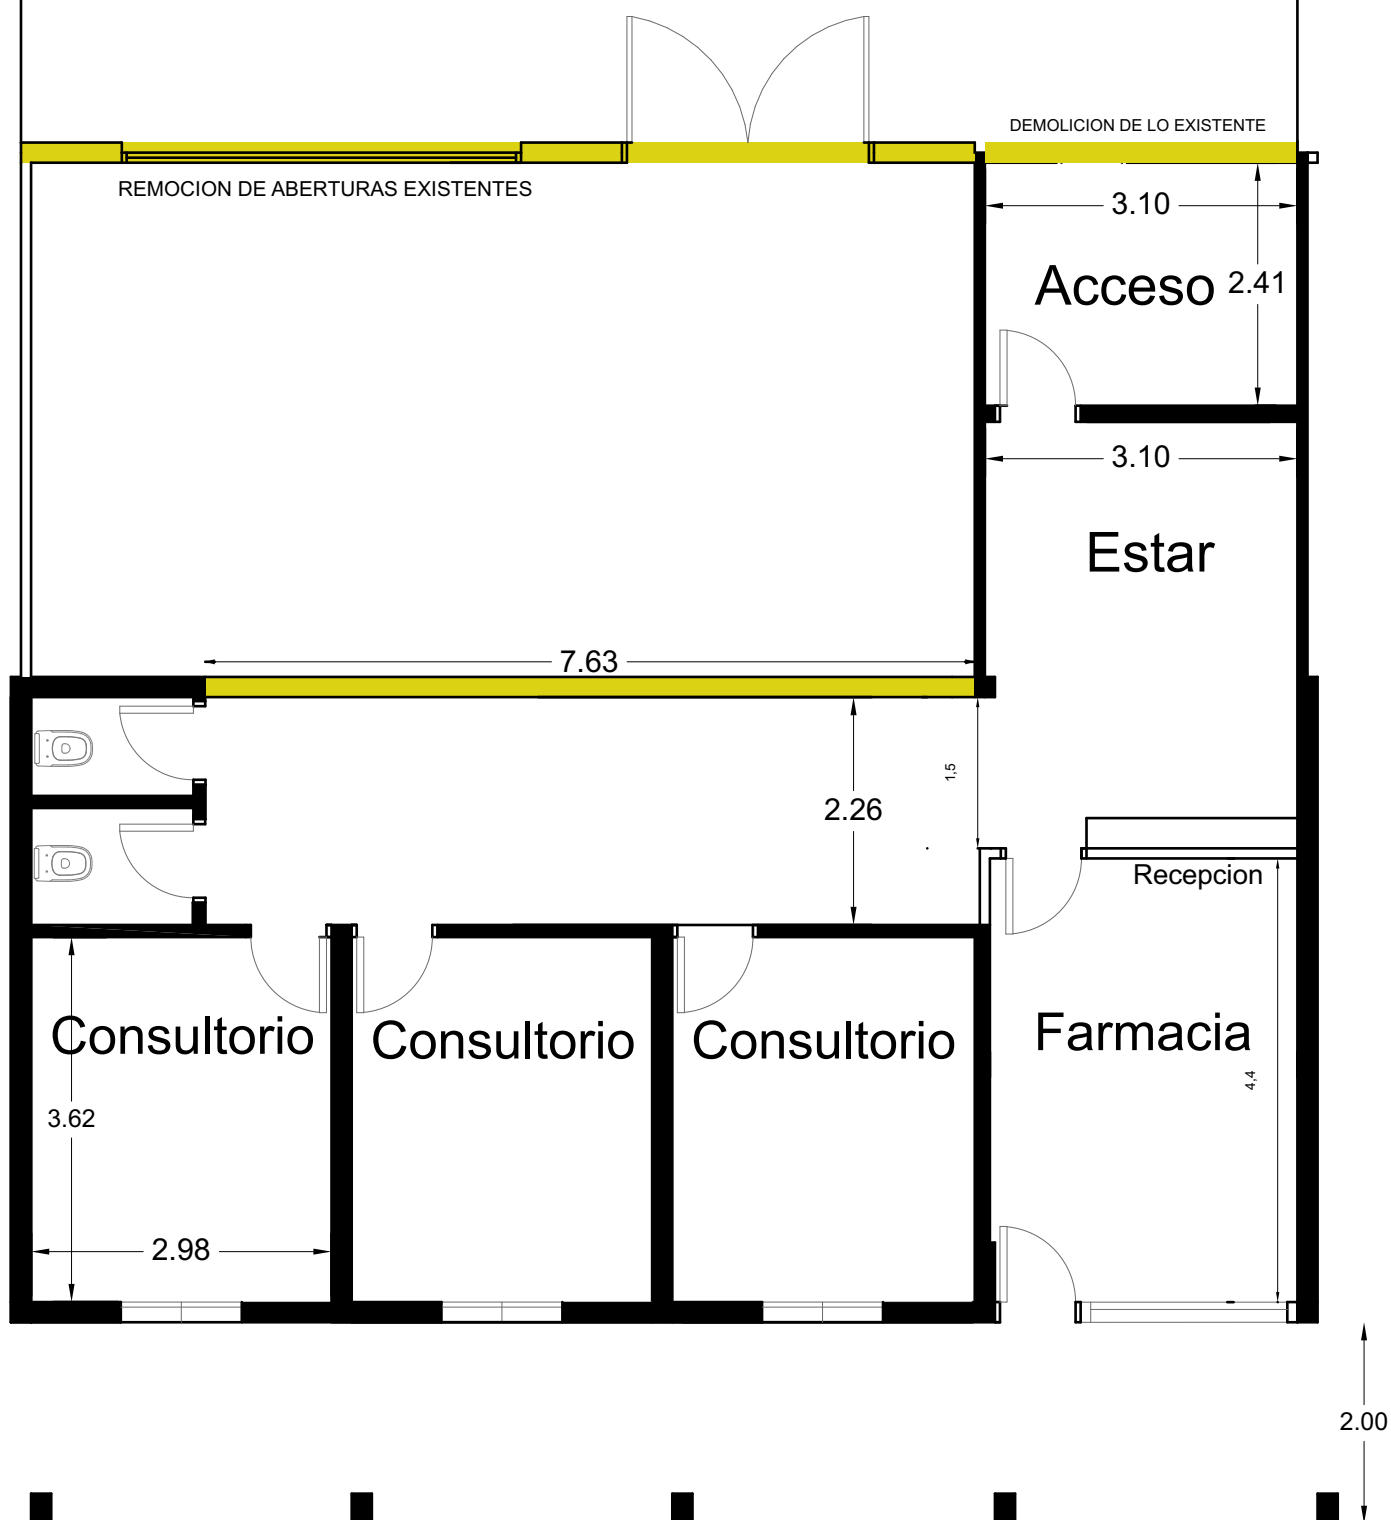 DEMOLICION DE LO EXISTENTE
REMOCION DE ABERTURAS EXISTENTES
3.10
Acceso
2.41
3.10
Estar
7.63
1,5
2.26
Recepcion
Consultorio
Consultorio
Consultorio
Farmacia
4,4
3.62
2.98
2.00